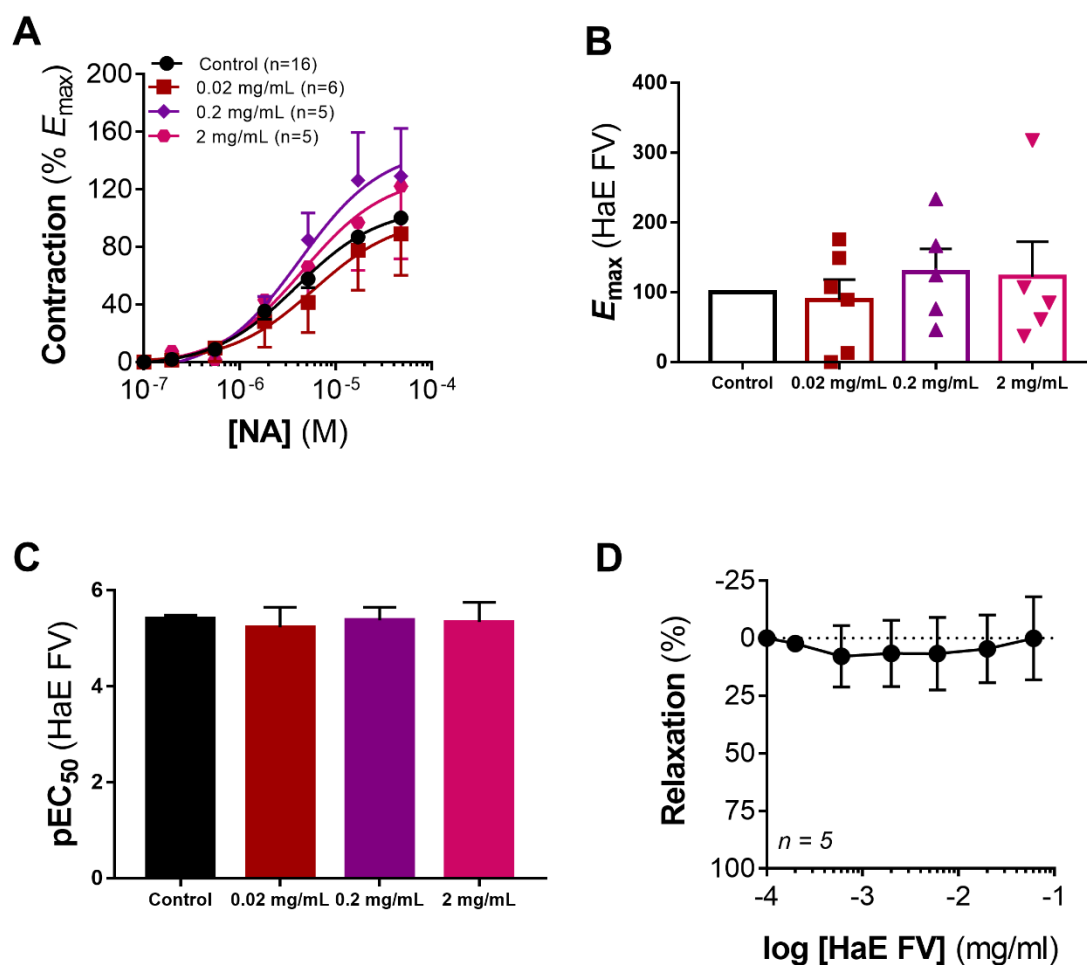 A
Control (n=16)
0.02 mg/mL (n=6)
0.2 mg/mL (n=5)
2 mg/mL (n=5)
Contraction (% Emax)
200
160
120
80
40
0
10-7
10-6
10-5
10-4
[NA] (M)
B
Emax (HaE FV)
400
300
200
100
0
Control
0.02 mg/mL
0.2 mg/mL
2 mg/mL
C
pEC50 (HaE FV)
6
4
2
0
Control
0.02 mg/mL
0.2 mg/mL
2 mg/mL
D
Relaxation (%)
-25
0
25
50
75
100
n = 5
-4
-3
-2
-1
log [HaE FV] (mg/ml)